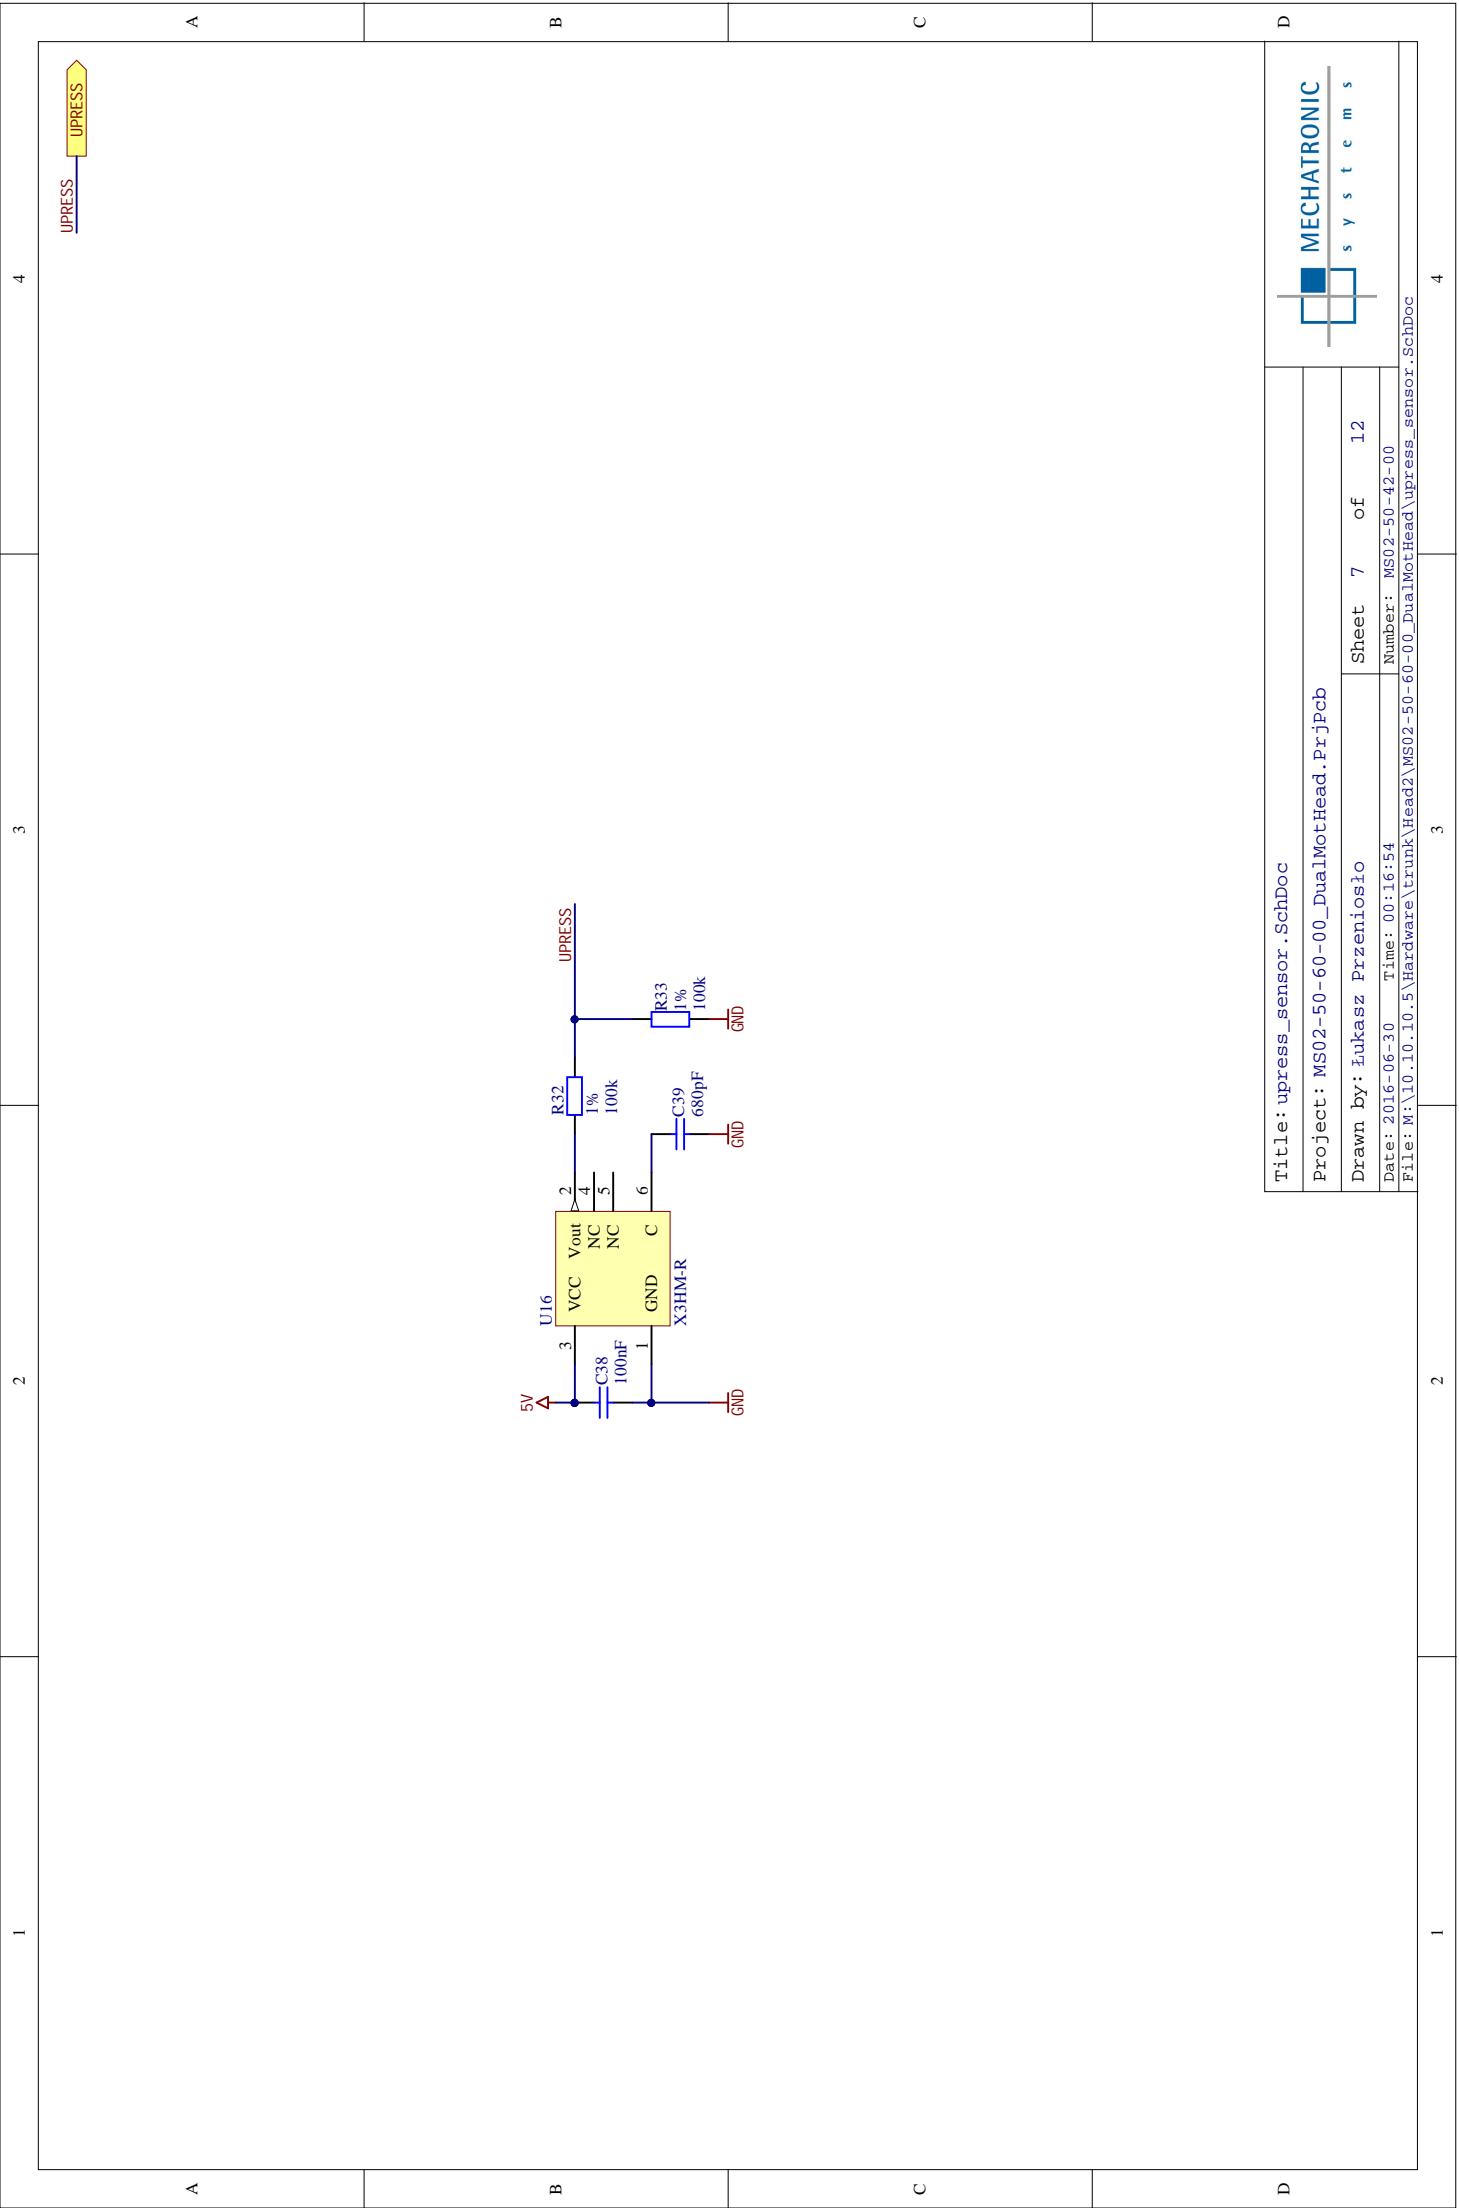 1
2
3
4
A
B
C
D
A
B
C
D
1
2
3
4
UPRESS
UPRESS
5V
C38
100nF
GND
U16
3
1
VCC
GND
Vout
NC
NC
C
2
4
5
6
X3HM-R
R32
1%
100k
C39
680pF
GND
UPRESS
R33
1%
100k
GND
Title: upress_sensor.SchDoc
Project: MS02-50-60-00_DualMotHead.PrjPcb
Drawn by: Łukasz Przeniosło
Sheet 7 of 12
Date: 2016-06-30 Time: 00:16:54
Number: MS02-50-42-00
File: M:\10.10.10.5\Hardware\trunk\Head2\MS02-50-60-00_DualMotHead\upress_sensor.SchDoc
MECHATRONIC
systems